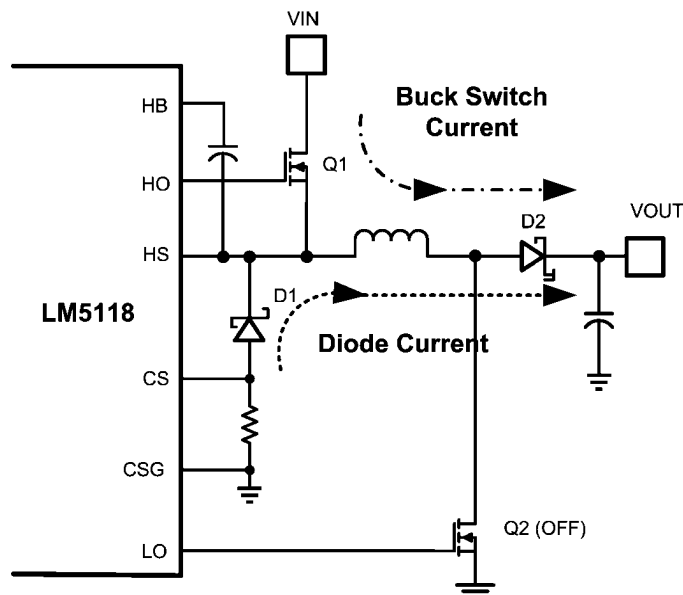 VIN
HB
Buck Switch
Current
HO
Q1
D2
VOUT
HS
D1
LM5118
Diode Current
CS
CSG
Q2 (OFF)
LO